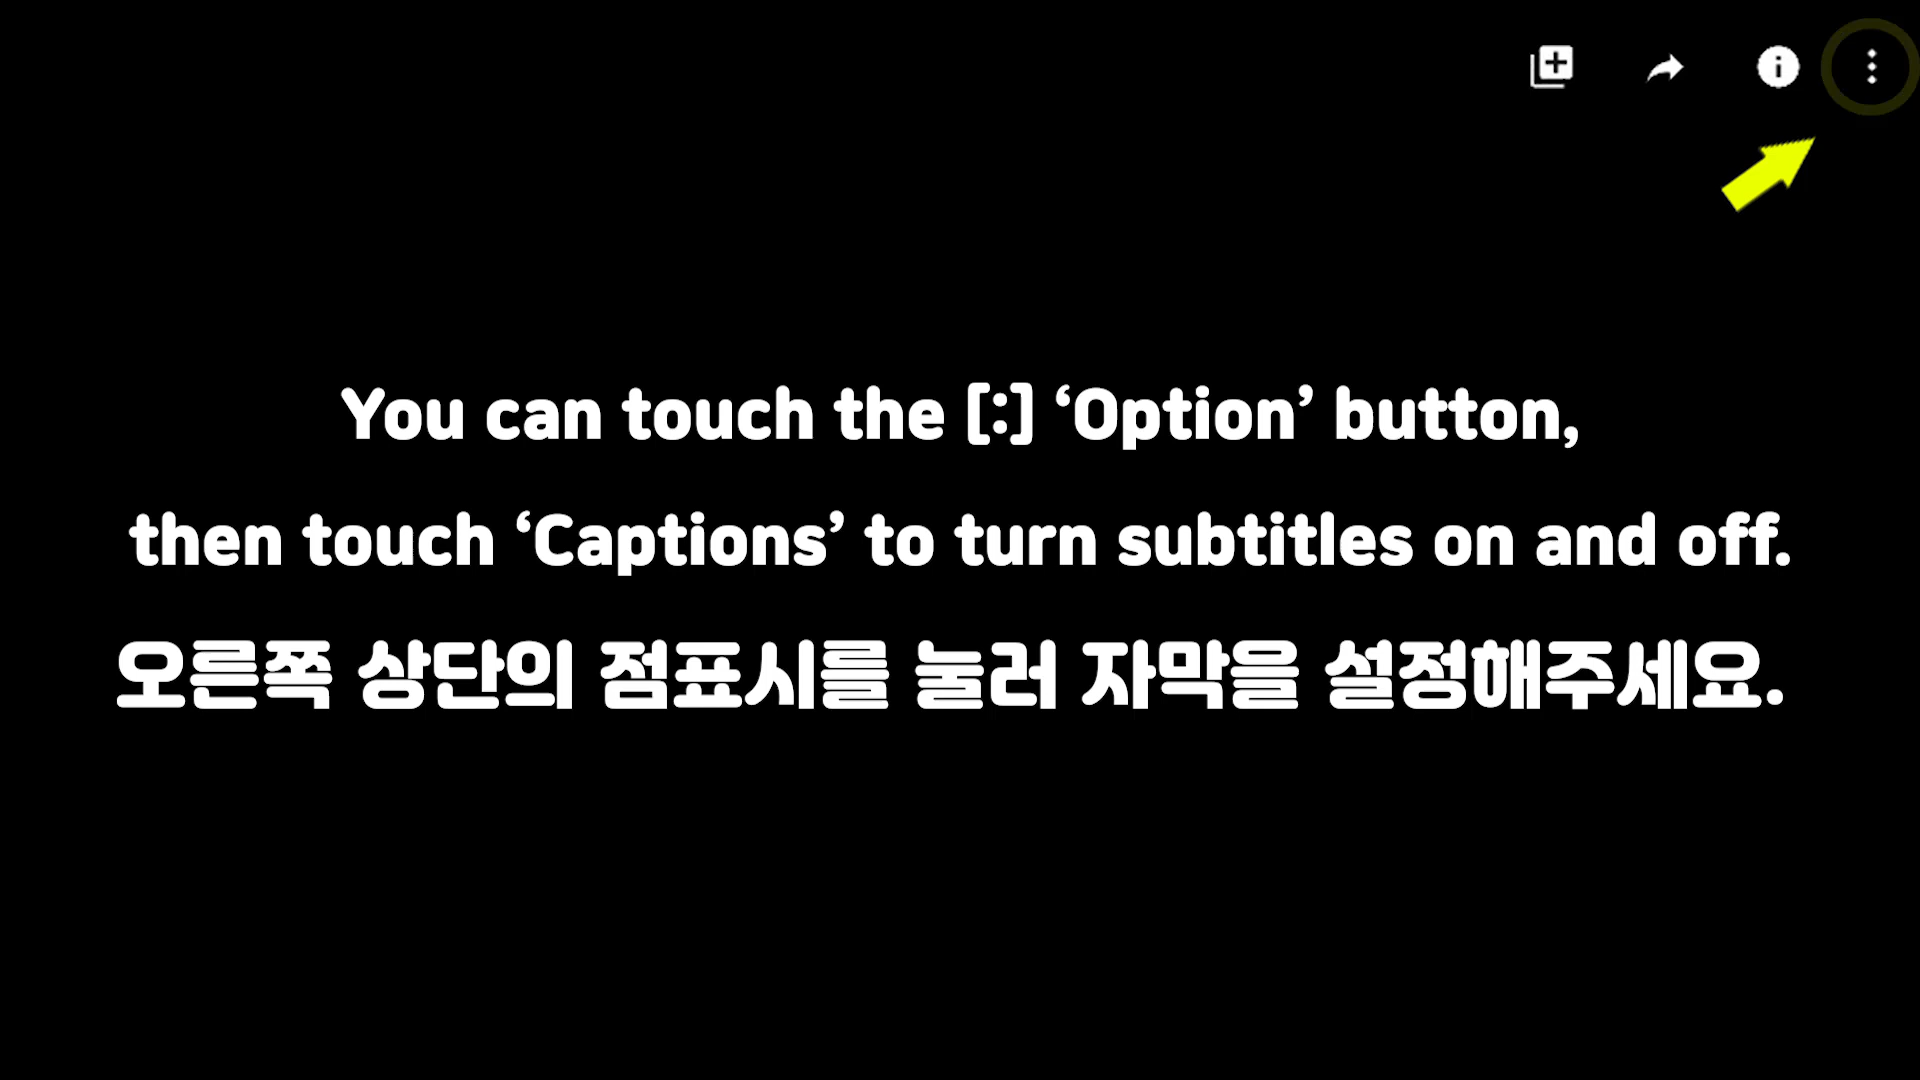 You can touch the [:] ‘Option’ button,
then touch ‘Captions’ to turn subtitles on and off.
오른쪽 상단의 점표시를 눌러 자막을 설정해주세요.